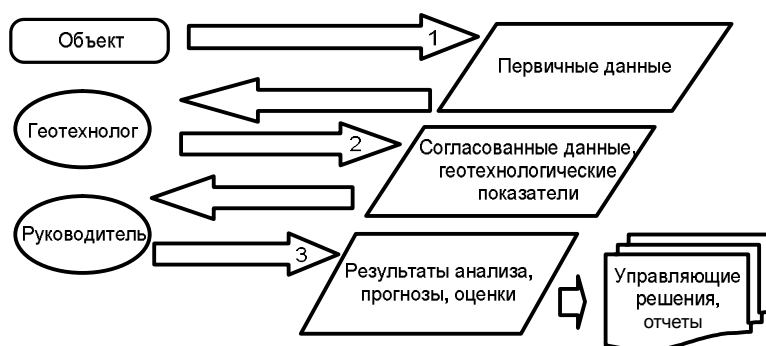 Объект
1
Первичные данные
Геотехнолог
2
Согласованные данные,
геотехнологические
показатели
Руководитель
3
Результаты анализа,
прогнозы, оценки
Управляющие
решения,
отчеты